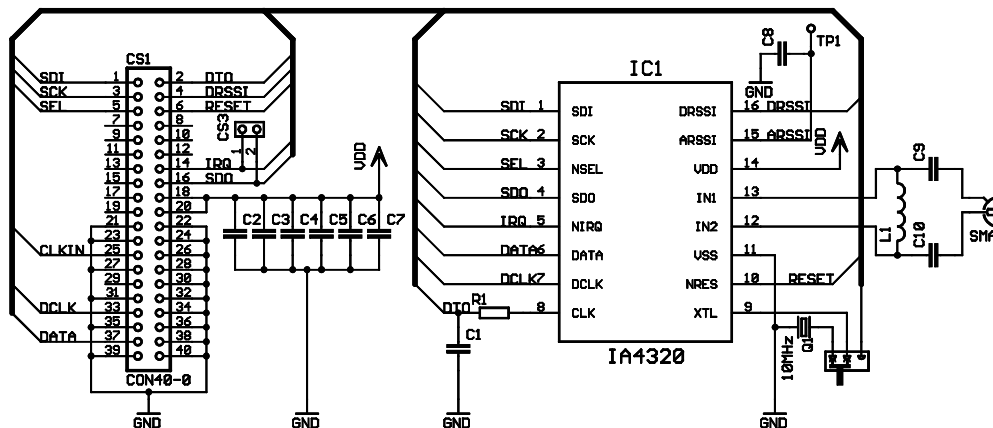 CS1
SDI 1 2 DTO
SCK 3 4 DRSSI
SEL 5 6 RESET
7 8
9 10
11 12
13 14 IRQ
15 16 SDO
17 18
19 20
21 22
23 24
CLKIN 25 26
27 28
29 30
31 32
DCLK 33 34
35 36
DATA 37 38
39 40
CON40-0
GND
CS3
1 2
VDD
C2 C3 C4 C5 C6 C7
GND
IC1
SDI 1 SDI
SCK 2 SCK
SEL 3 NSEL
SDO 4 SDO
IRQ 5 NIRQ
DATA6 DATA
DCLK7 DCLK
DTO R1 8 CLK
C1
GND
DRSSI 16 DRSSI
ARSSI 15 ARSSI
VDD 14
IN1 13
IN2 12
VSS 11
NRES 10 RESET
XTL 9
IA4320
C8
GND
TP1
VDD
C9
L1
C10
SMA
10MHz
Q1
GND